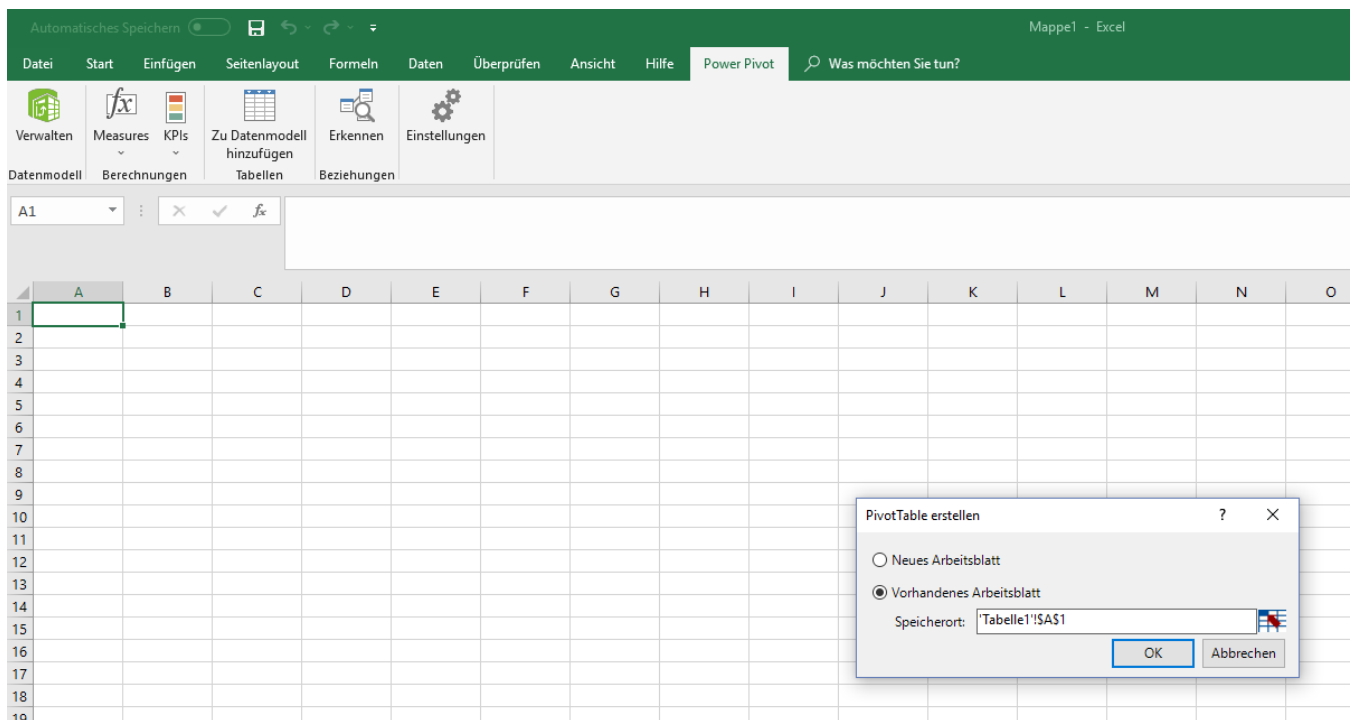 Automatisches Speichern
Mappe1 - Excel
Datei Start Einfügen Seitenlayout Formeln Daten Überprüfen Ansicht Hilfe Power Pivot Was möchten Sie tun?
Verwalten Measures KPIs Zu Datenmodell hinzufügen Erkennen Einstellungen
Datenmodell Berechnungen Tabellen Beziehungen
A1 fx
A B C D E F G H I J K L M N O
1
2
3
4
5
6
7
8
9
10
11
12
13
14
15
16
17
18
19
PivotTable erstellen ? ×
Neues Arbeitsblatt
Vorhandenes Arbeitsblatt
Speicherort: 'Tabelle1'!$A$1
OK Abbrechen